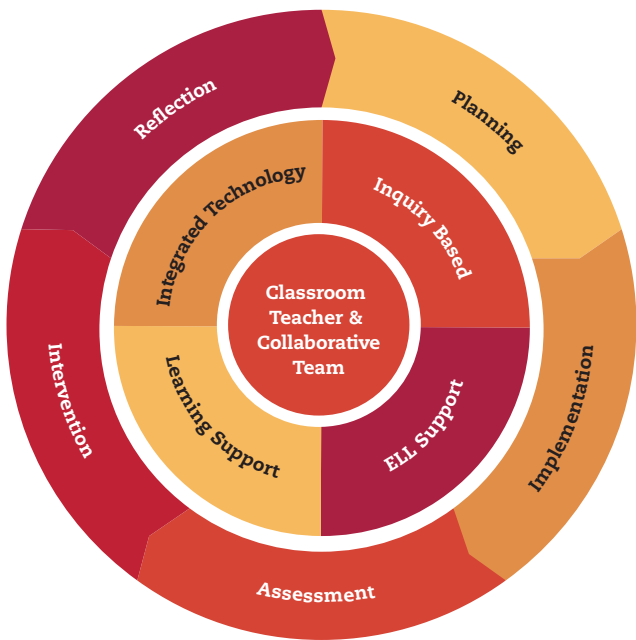 Reflection
Planning
Integrated Technology
Inquiry Based
Classroom
Teacher &
Collaborative
Team
Intervention
Learning Support
ELL Support
Implementation
Assessment